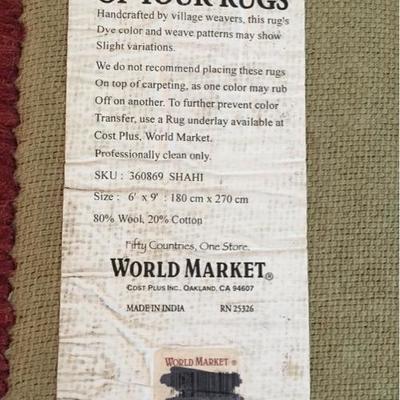 OF YOUR RUGS
Handcrafted by village weavers, this rug's
Dye color and weave patterns may show
Slight variations.
We do not recommend placing these rugs
On top of carpeting, as one color may rub
Off on another. To further prevent color
Transfer, use a Rug underlay available at
Cost Plus, World Market.
Professionally clean only.
SKU : 360869 SHAHI
Size : 6' x 9' : 180 cm x 270 cm
80% Wool, 20% Cotton
Fifty Countries, One Store.
WORLD MARKET®
COST PLUS INC., OAKLAND, CA 94607
MADE IN INDIA RN 25326
WORLD MARKET ®